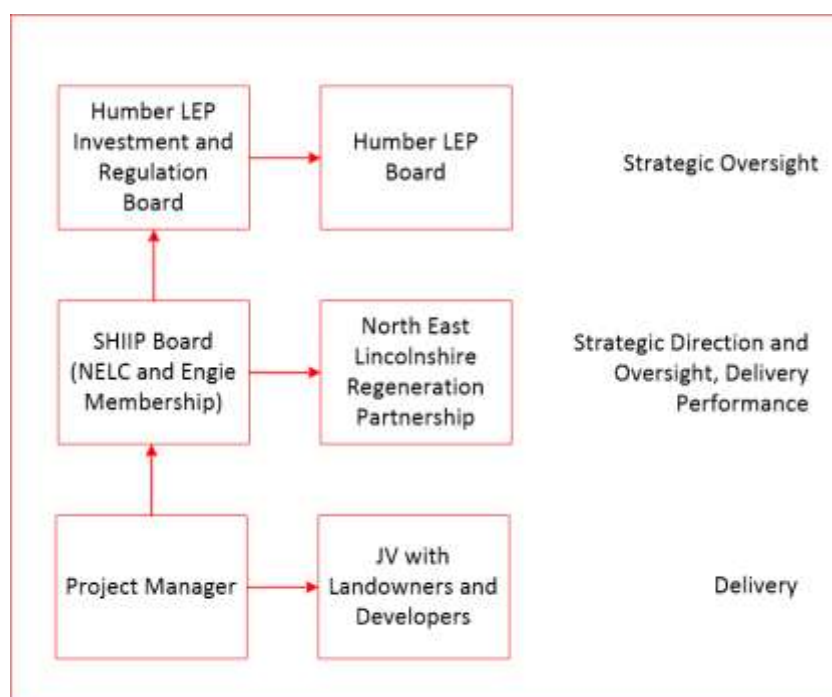 Humber LEP
Investment and
Regulation
Board
Humber LEP
Board
Strategic Oversight
SHIIP Board
(NELC and Engie
Membership)
North East
Lincolnshire
Regeneration
Partnership
Strategic Direction and
Oversight, Delivery
Performance
Project Manager
JV with
Landowners and
Developers
Delivery